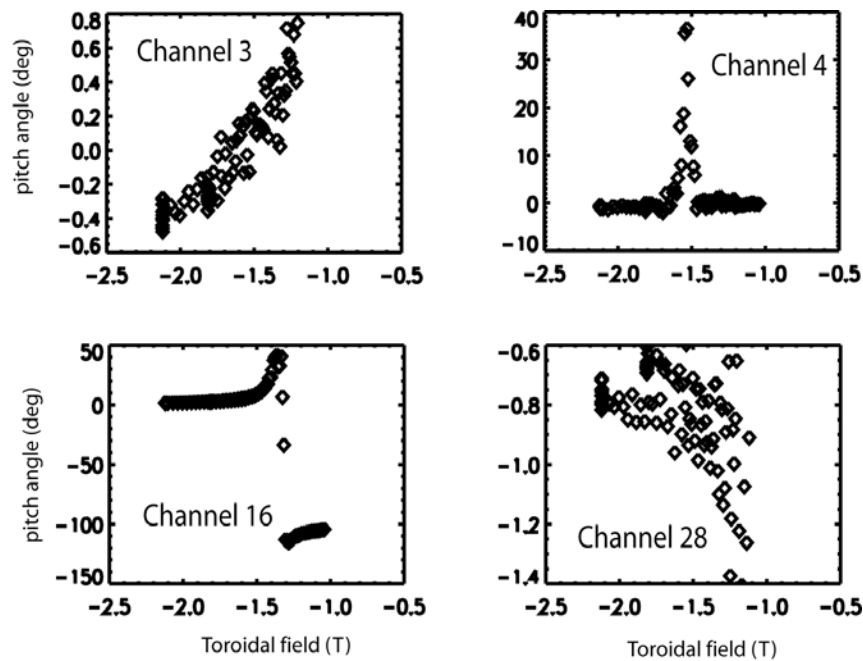 0.8
0.6
0.4
0.2
0.0
-0.2
-0.4
-0.6
pitch angle (deg)
Channel 3
-2.5 -2.0 -1.5 -1.0 -0.5
40
30
20
10
0
-10
Channel 4
-2.5 -2.0 -1.5 -1.0 -0.5
50
0
-50
-100
-150
pitch angle (deg)
Channel 16
-2.5 -2.0 -1.5 -1.0 -0.5
Toroidal field (T)
-0.6
-0.8
-1.0
-1.2
-1.4
Channel 28
-2.5 -2.0 -1.5 -1.0 -0.5
Toroidal field (T)